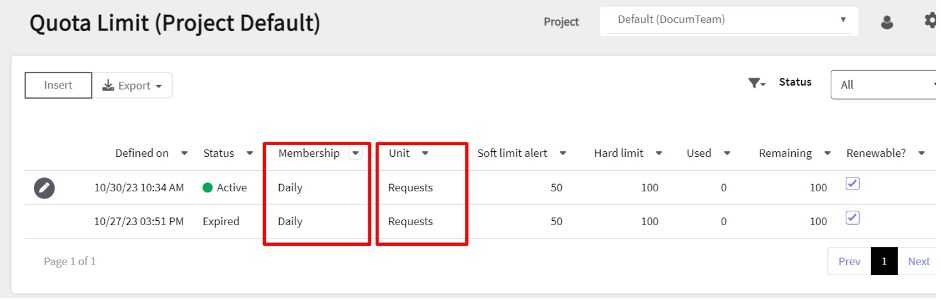 Quota Limit (Project Default)
Project
Default (DocumTeam)
Insert
Export
Status
All
Defined on Status Membership Unit Soft limit alert Hard limit Used Remaining Renewable?
10/30/23 10:34 AM Active Daily Requests 50 100 0 100
10/27/23 03:51 PM Expired Daily Requests 50 100 0 100
Page 1 of 1
Prev 1 Next